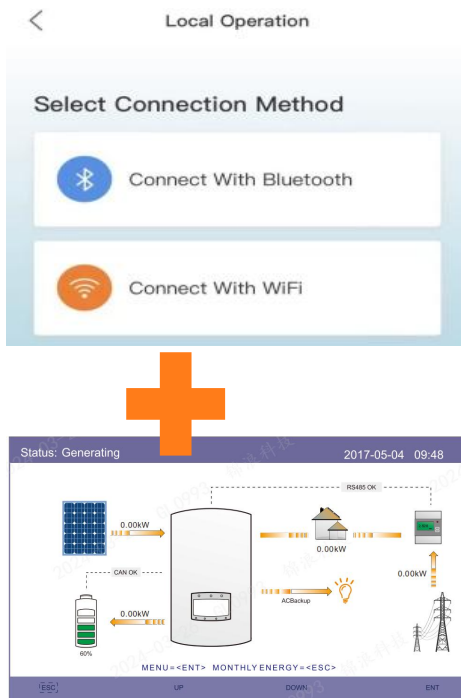 Local Operation
Select Connection Method
Connect With Bluetooth
Connect With WiFi
Status: Generating
2017-05-04 09:48
RS485 OK
0.00kW
0.00kW
CAN OK
0.00kW
ACBackup
0.00kW
60%
MENU=<ENT> MONTHLY ENERGY=<ESC>
ESC
UP
DOWN
ENT